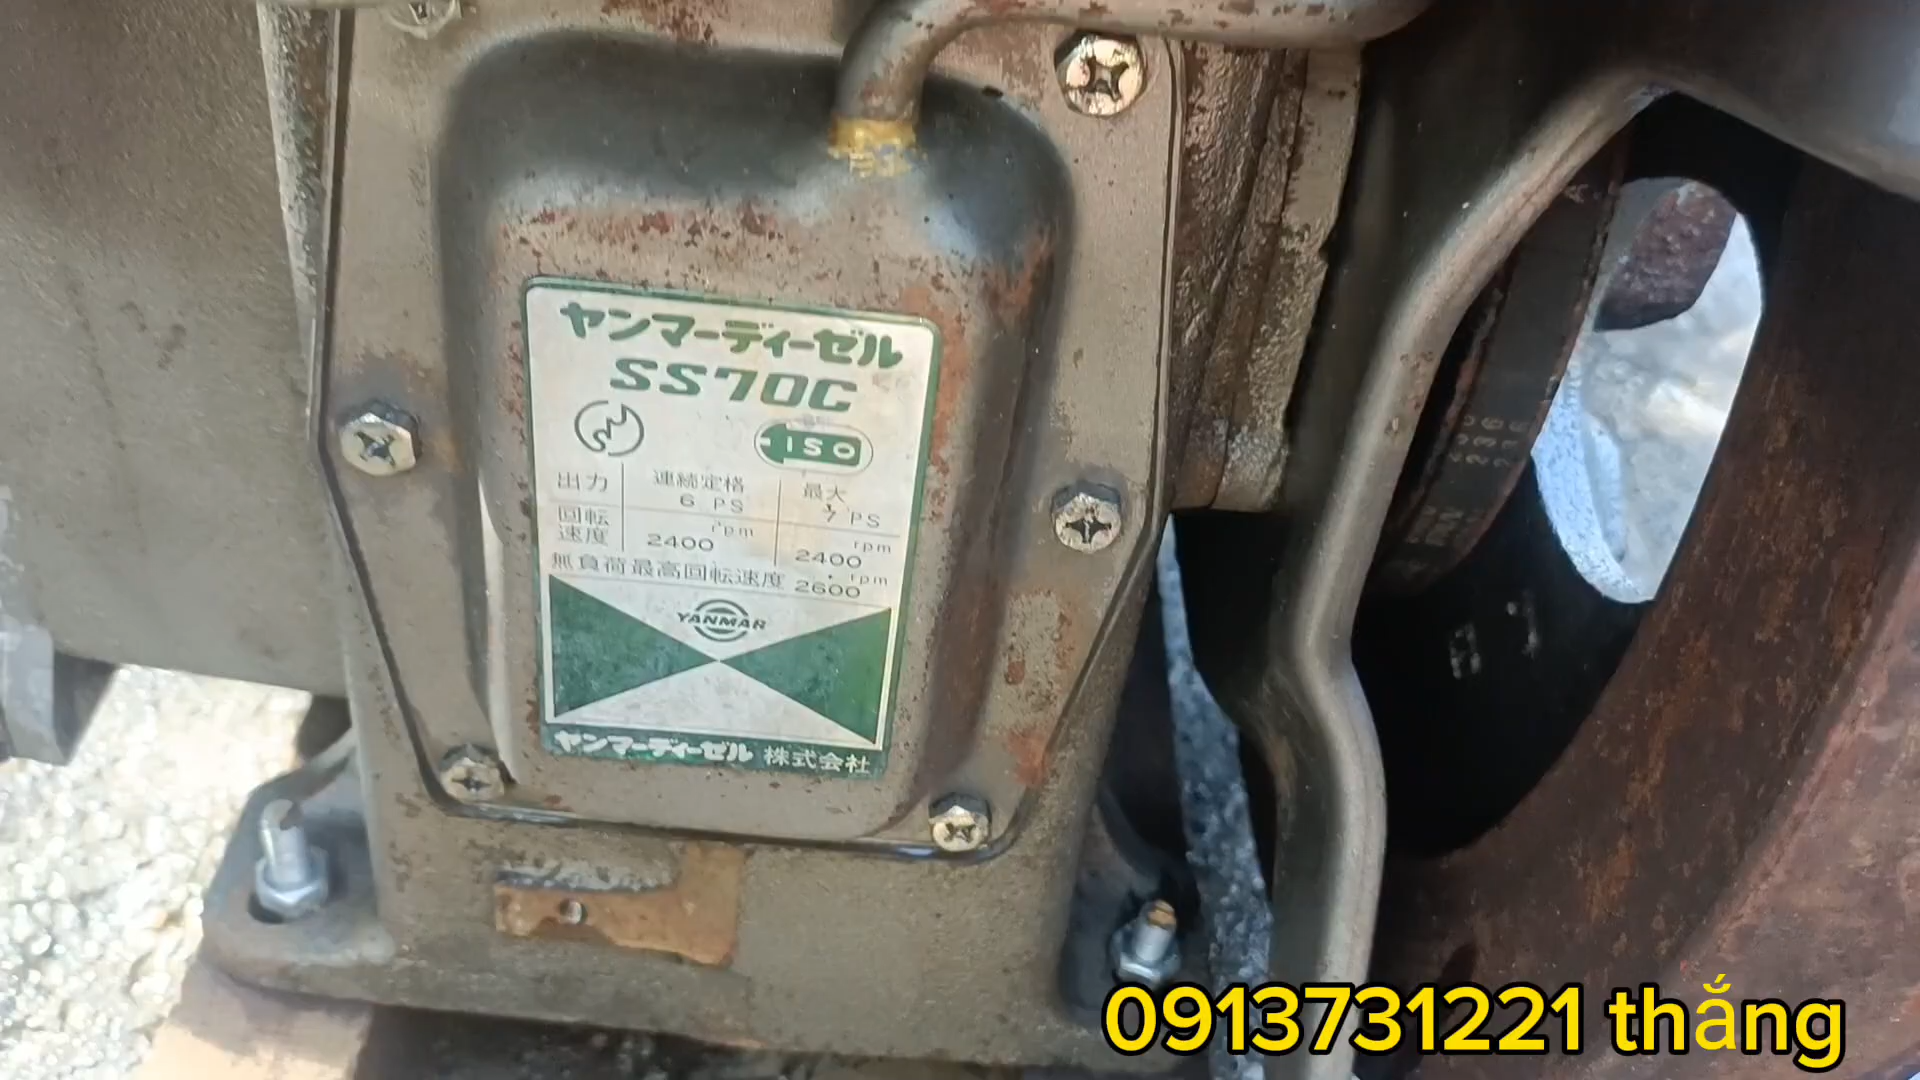 ヤンマーディーゼル
SS70C
ISO
出力 連続定格 6 PS 最大 7 PS
回転速度 rpm 2400 rpm 2400
無負荷最高回転速度 rpm 2600
YANMAR
ヤンマーディーゼル 株式会社
0913731221 thắng